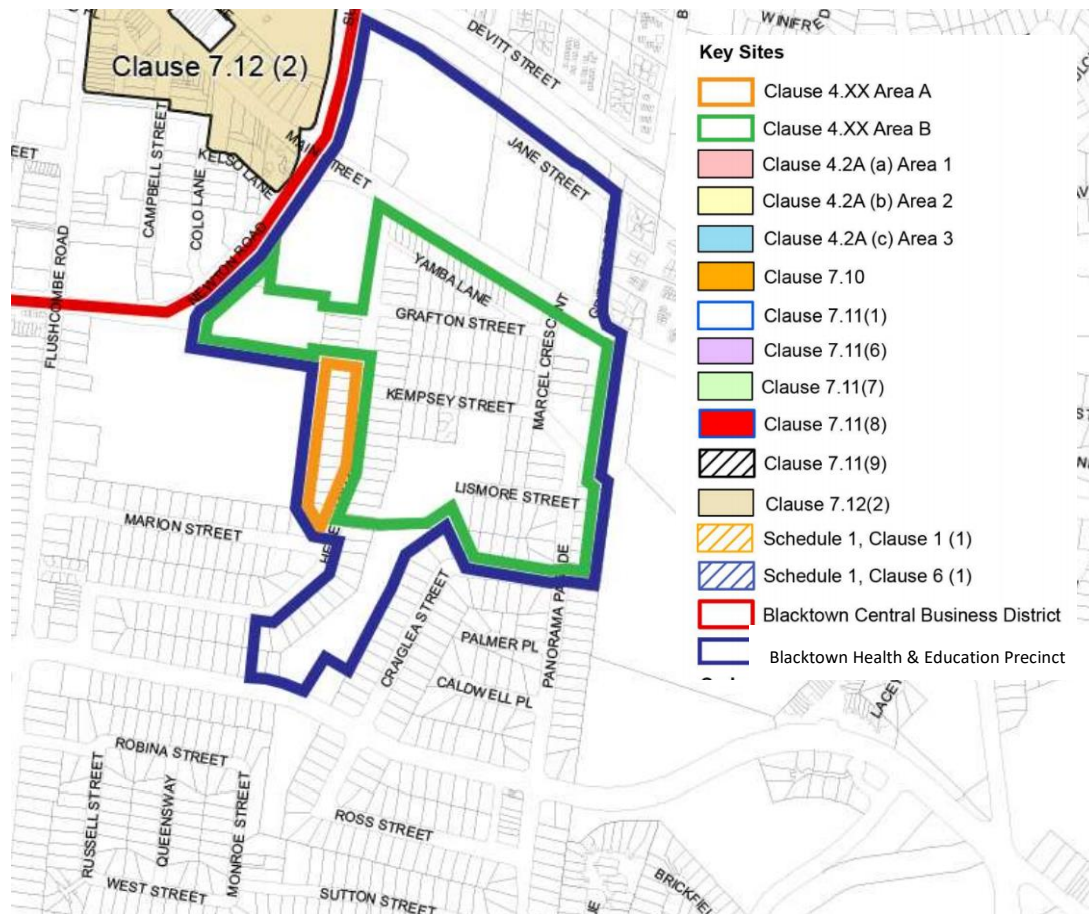 WINIFRED
DEVITT STREET
Clause 7.12 (2)
MAIN STREET
JANE STREET
KELSO LANE
CAMPBELL STREET
COLO LANE
NEWTON ROAD
FLUSHCOMBE ROAD
YAMBA LANE
GRAFTON STREET
MARCEL CRESCENT
KEMPSEY STREET
LISMORE STREET
MARION STREET
CRAIGLEA STREET
PALMER PL
PANORAMA PARADE
CALDWELL PL
ROBINA STREET
RUSSELL STREET
QUEENSWAY
MONROE STREET
ROSS STREET
WEST STREET
SUTTON STREET
BRICKFIE
LACEY
Key Sites
Clause 4.XX Area A
Clause 4.XX Area B
Clause 4.2A (a) Area 1
Clause 4.2A (b) Area 2
Clause 4.2A (c) Area 3
Clause 7.10
Clause 7.11(1)
Clause 7.11(6)
Clause 7.11(7)
Clause 7.11(8)
Clause 7.11(9)
Clause 7.12(2)
Schedule 1, Clause 1 (1)
Schedule 1, Clause 6 (1)
Blacktown Central Business District
Blacktown Health & Education Precinct